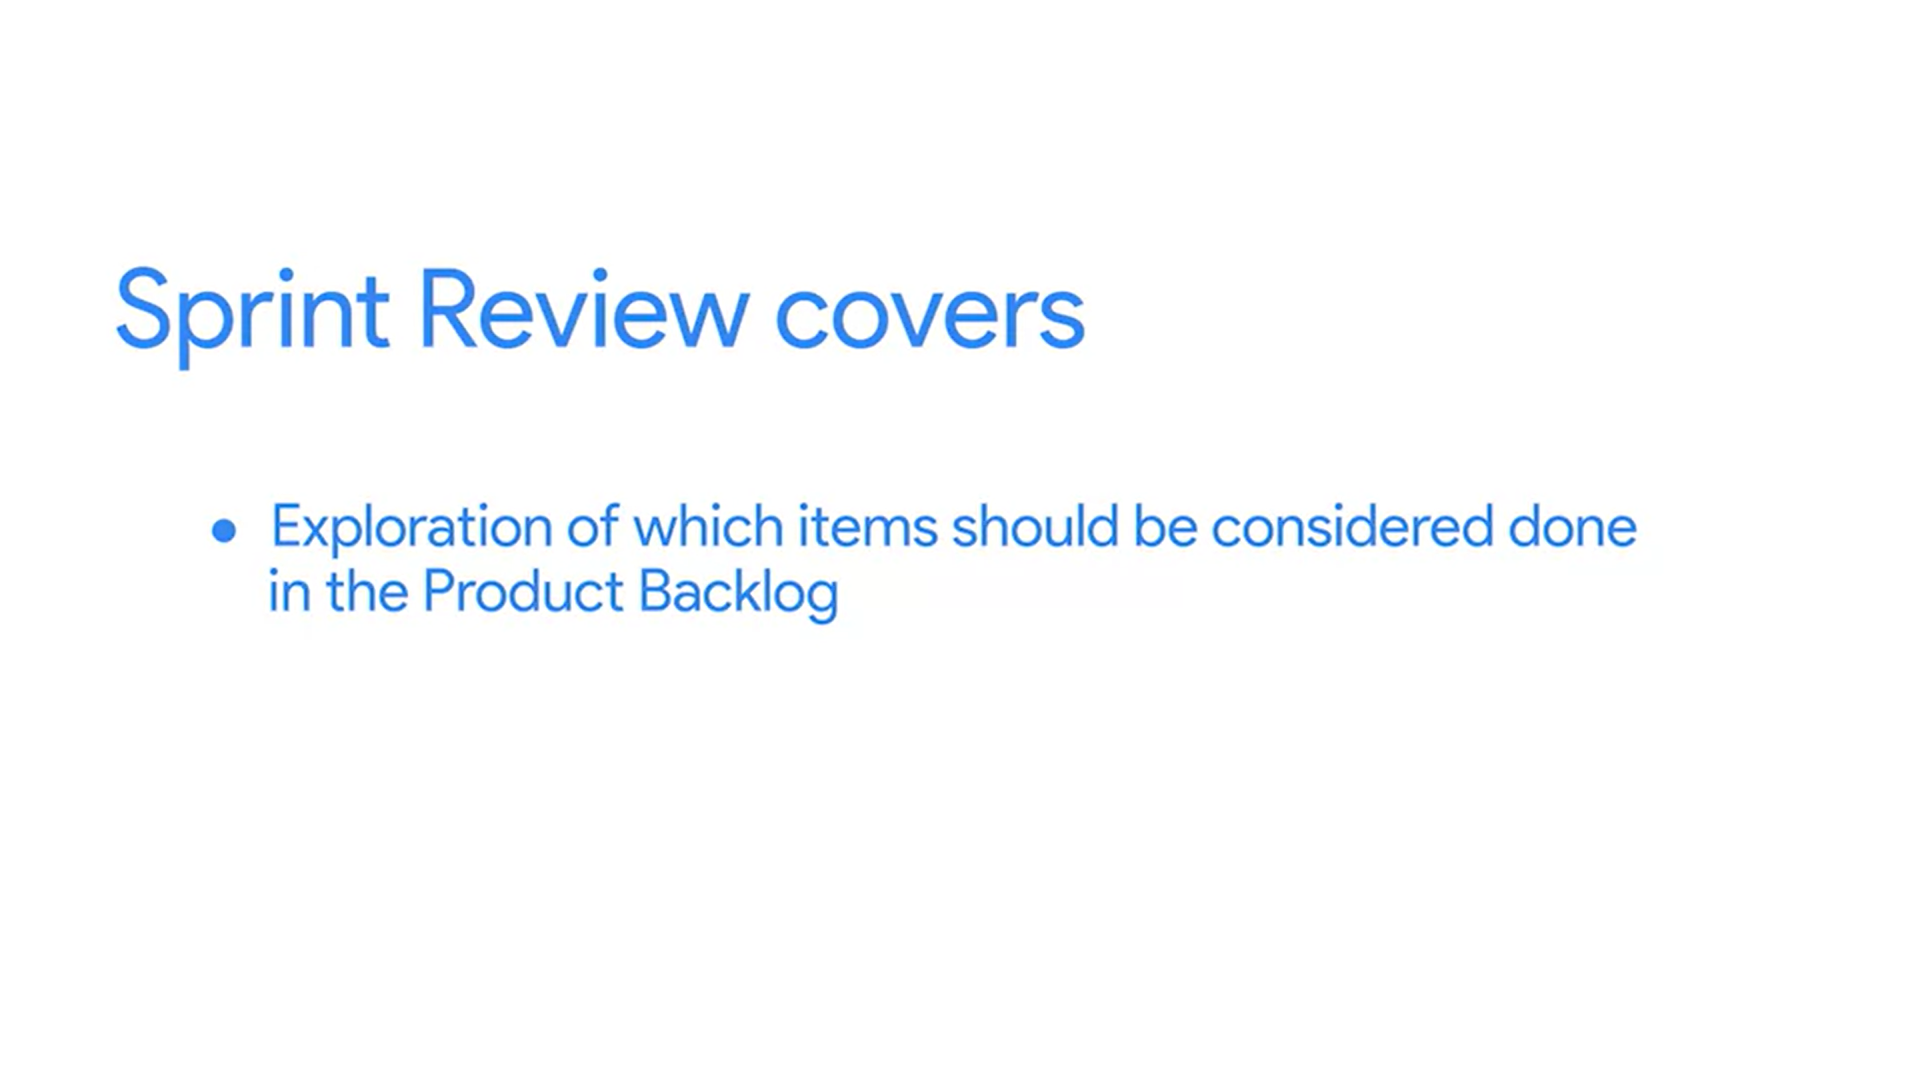 Sprint Review covers
● Exploration of which items should be considered done
in the Product Backlog